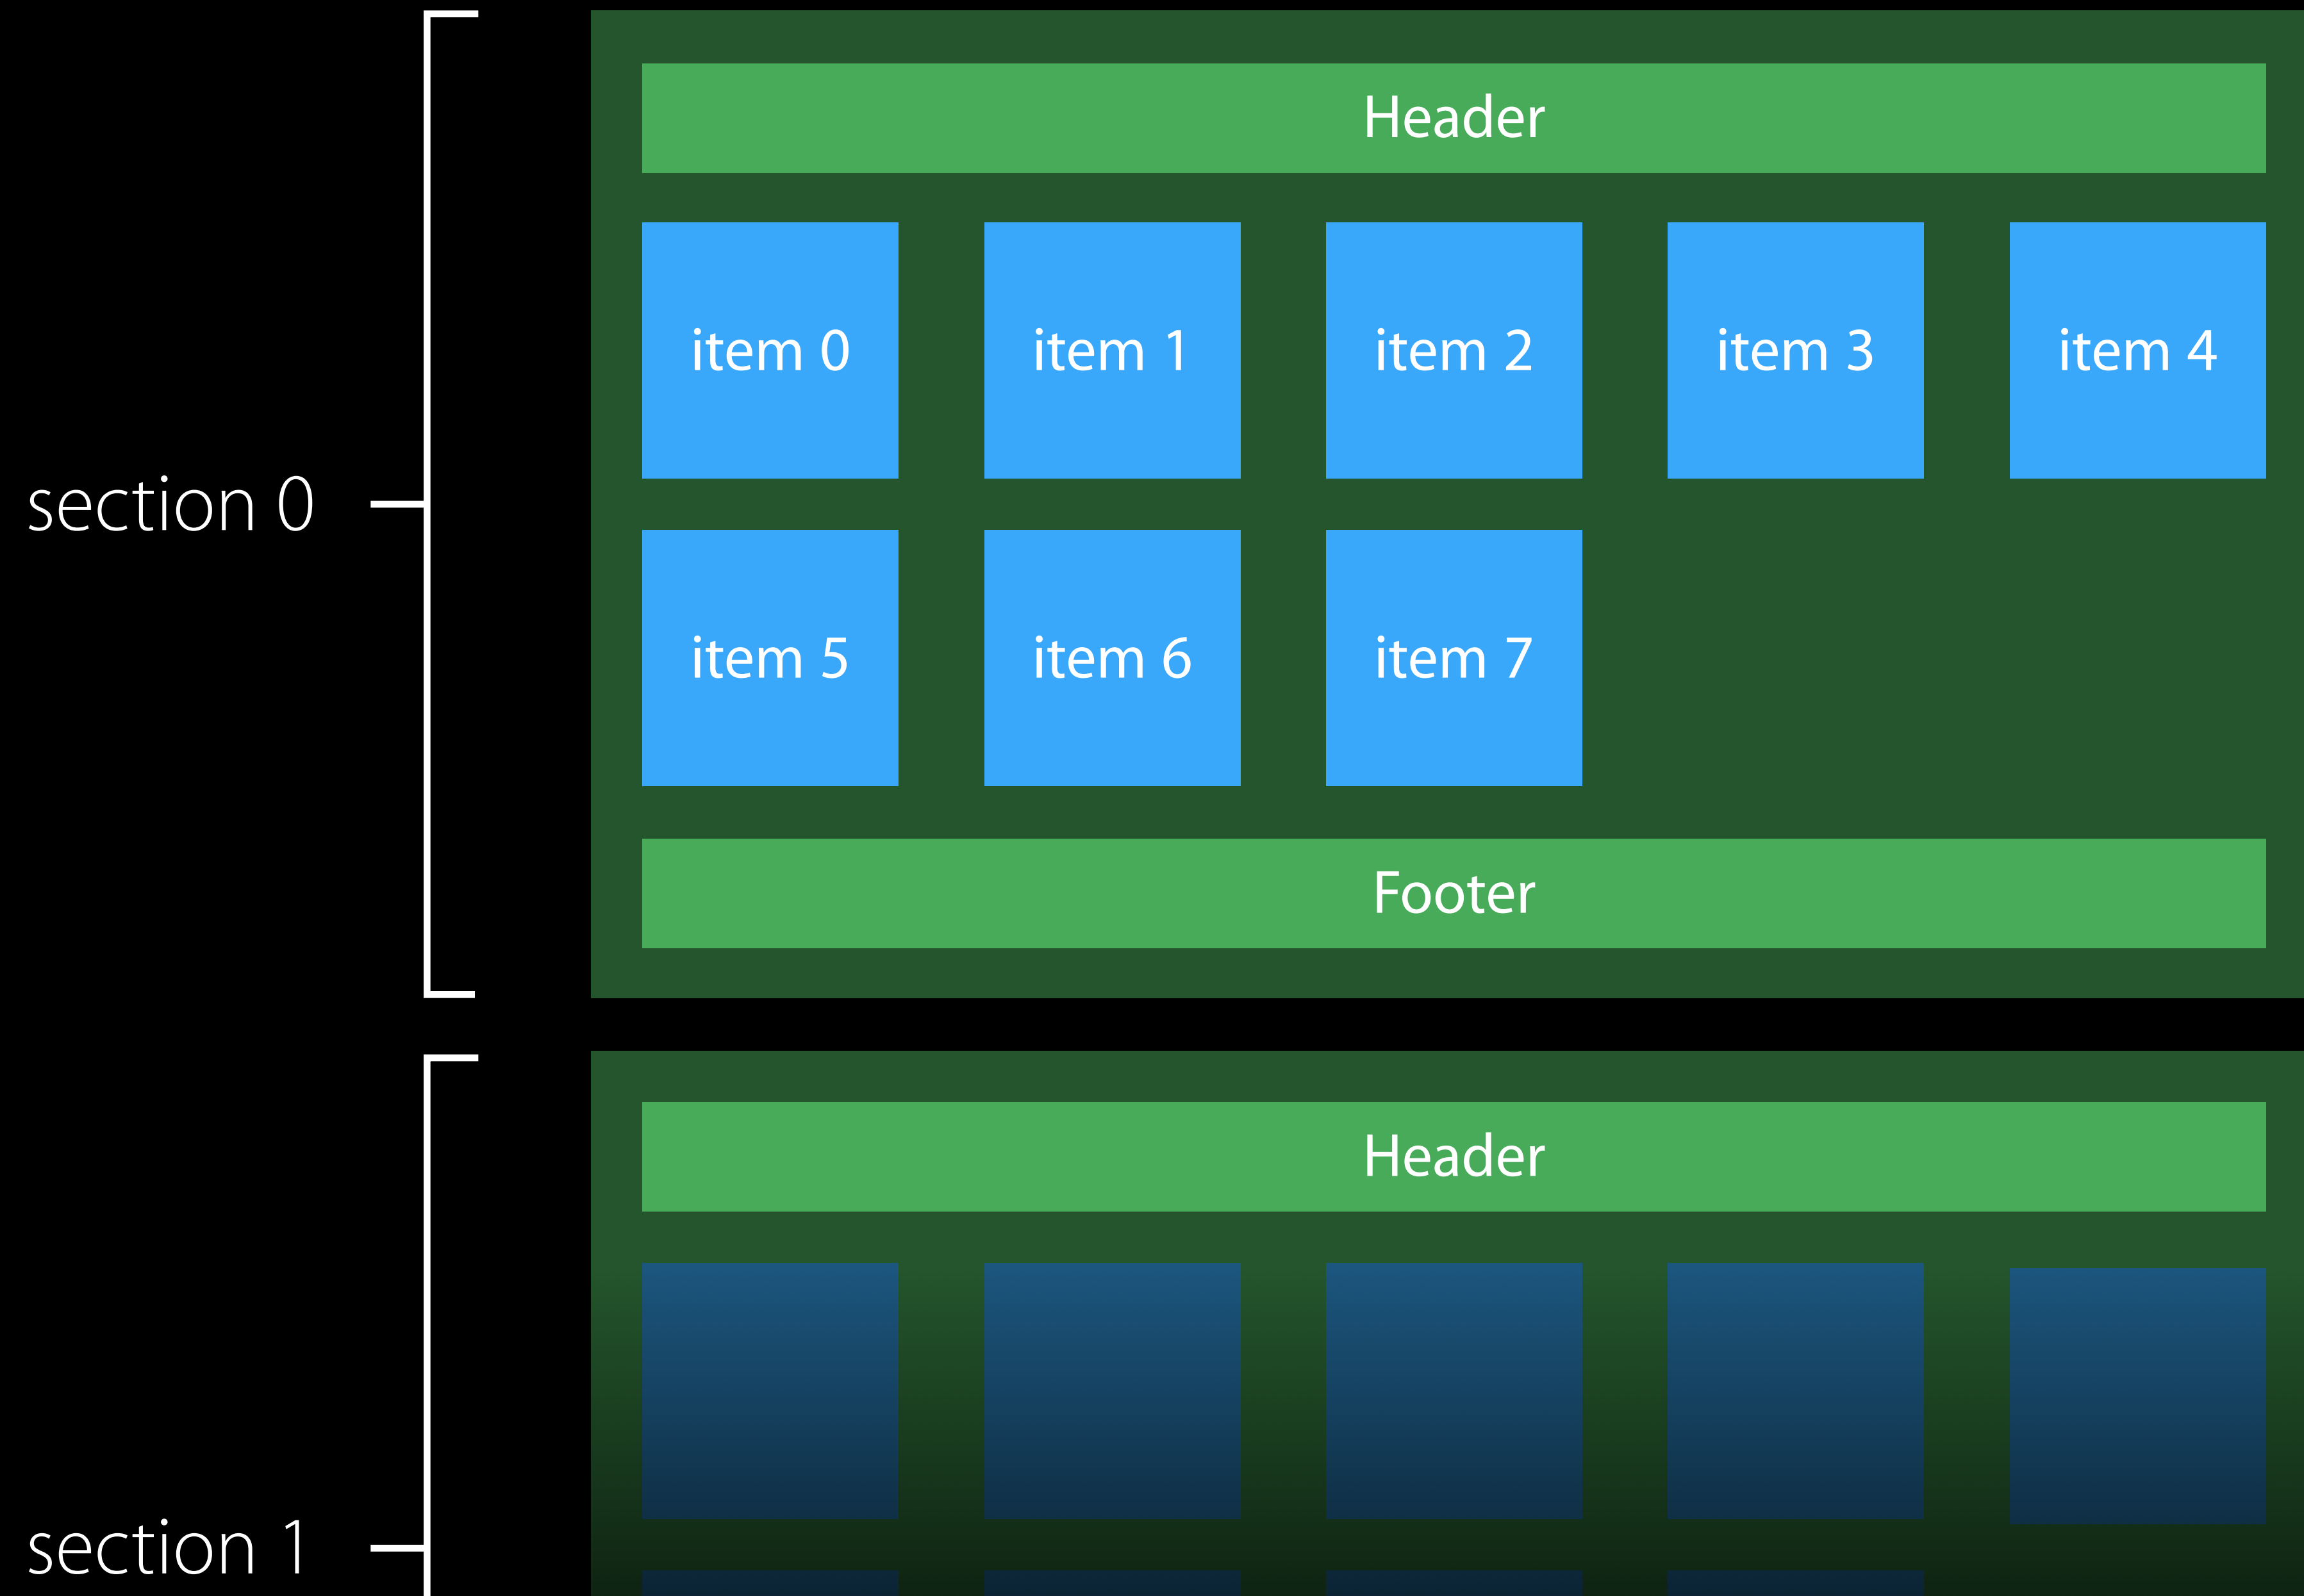 Header
item 0 item 1 item 2 item 3 item 4
section 0
item 5 item 6 item 7
Footer
Header
section 1